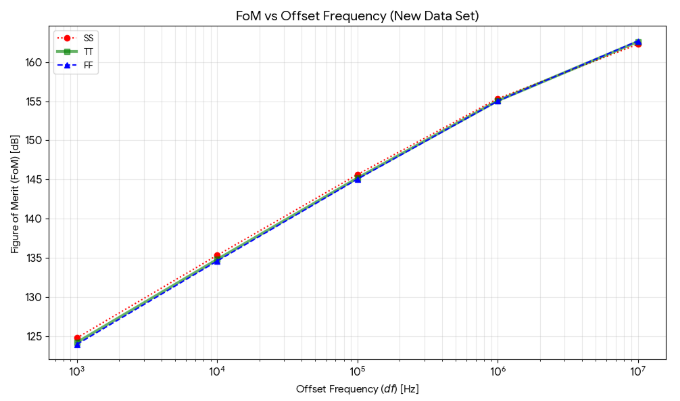 FoM vs Offset Frequency (New Data Set)
SS
TT
FF
Figure of Merit (FoM) [dB]
160
155
150
145
140
135
130
125
10³
10⁴
10⁵
10⁶
10⁷
Offset Frequency (df) [Hz]